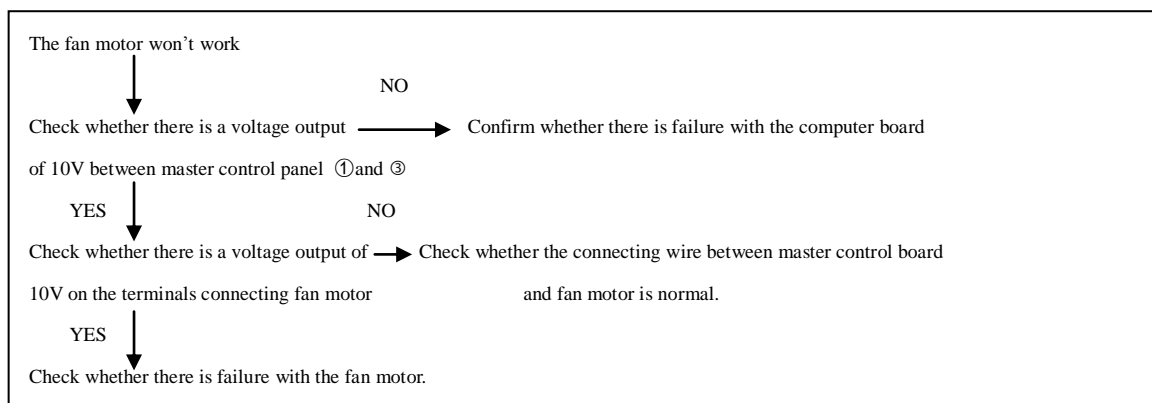 The fan motor won’t work
NO
Check whether there is a voltage output Confirm whether there is failure with the computer board
of 10V between master control panel ①and ③
YES NO
Check whether there is a voltage output of Check whether the connecting wire between master control board
10V on the terminals connecting fan motor and fan motor is normal.
YES
Check whether there is failure with the fan motor.